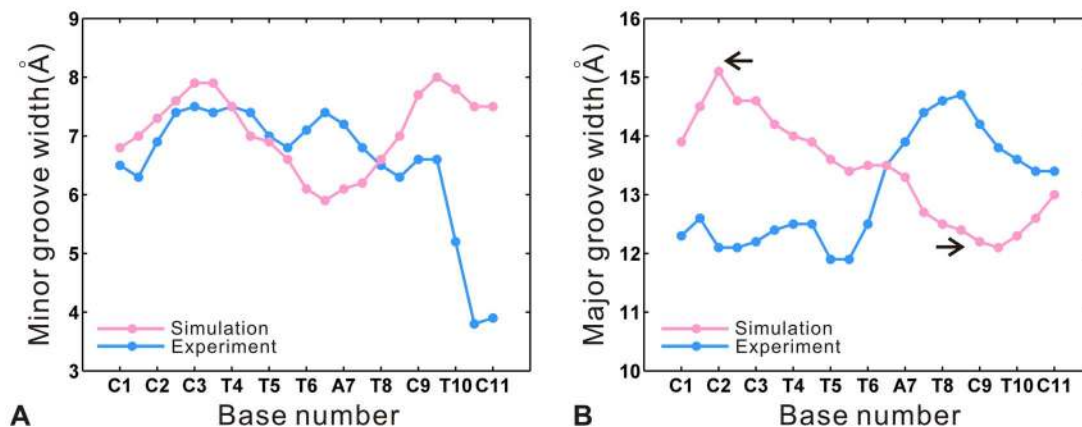 9
8
7
6
5
4
3
Minor groove width(Å)
Simulation
Experiment
C1 C2 C3 T4 T5 T6 A7 T8 C9 T10 C11
A
Base number
16
15
14
13
12
11
10
Major groove width(Å)
Simulation
Experiment
C1 C2 C3 T4 T5 T6 A7 T8 C9 T10 C11
B
Base number